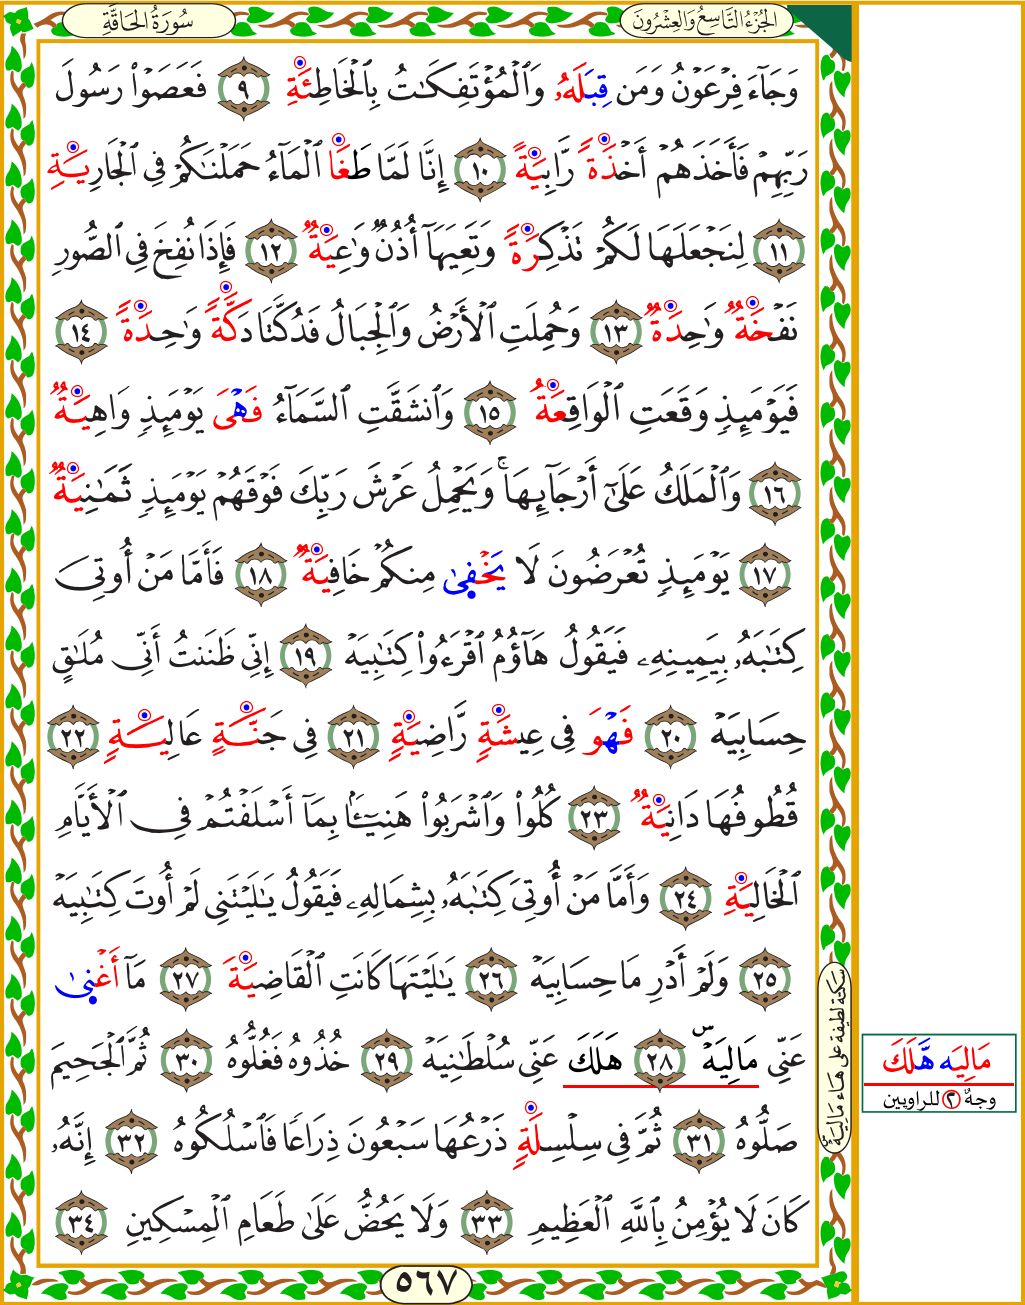 الجُزْءُ التَّاسِعُ وَالعِشْرُونَ
سُورَةُ الحَاقَّةِ
وَجَآءَ فِرْعَوْنُ وَمَن قِبَلَهُۥ وَٱلْمُؤْتَفِكَٰتُ بِٱلْخَاطِئَةِ ٩ فَعَصَوْا۟ رَسُولَ
رَبِّهِمْ فَأَخَذَهُمْ أَخْذَةً رَّابِيَةً ١٠ إِنَّا لَمَّا طَغَا ٱلْمَآءُ حَمَلْنَٰكُمْ فِى ٱلْجَارِيَةِ
١١ لِنَجْعَلَهَا لَكُمْ تَذْكِرَةً وَتَعِيَهَآ أُذُنٌ وَٰعِيَةٌ ١٢ فَإِذَا نُفِخَ فِى ٱلصُّورِ
نَفْخَةٌ وَٰحِدَةٌ ١٣ وَحُمِلَتِ ٱلْأَرْضُ وَٱلْجِبَالُ فَدُكَّتَا دَكَّةً وَٰحِدَةً ١٤
فَيَوْمَئِذٍ وَقَعَتِ ٱلْوَاقِعَةُ ١٥ وَٱنشَقَّتِ ٱلسَّمَآءُ فَهْىَ يَوْمَئِذٍ وَاهِيَةٌ
١٦ وَٱلْمَلَكُ عَلَىٰٓ أَرْجَآئِهَا ۚ وَيَحْمِلُ عَرْشَ رَبِّكَ فَوْقَهُمْ يَوْمَئِذٍ ثَمَٰنِيَةٌ
١٧ يَوْمَئِذٍ تُعْرَضُونَ لَا يَخْفِىٰ مِنكُمْ خَافِيَةٌ ١٨ فَأَمَّا مَنْ أُوتِىَ
كِتَٰبَهُۥ بِيَمِينِهِۦ فَيَقُولُ هَآؤُمُ ٱقْرَءُوا۟ كِتَٰبِيَهْ ١٩ إِنِّى ظَنَنتُ أَنِّى مُلَٰقٍ
حِسَابِيَهْ ٢٠ فَهْوَ فِى عِيشَةٍ رَّاضِيَةٍ ٢١ فِى جَنَّةٍ عَالِيَةٍ ٢٢
قُطُوفُهَا دَانِيَةٌ ٢٣ كُلُوا۟ وَٱشْرَبُوا۟ هَنِيٓـًٔۢا بِمَآ أَسْلَفْتُمْ فِى ٱلْأَيَّامِ
ٱلْخَالِيَةِ ٢٤ وَأَمَّا مَنْ أُوتِىَ كِتَٰبَهُۥ بِشِمَالِهِۦ فَيَقُولُ يَٰلَيْتَنِى لَمْ أُوتَ كِتَٰبِيَهْ
٢٥ وَلَمْ أَدْرِ مَا حِسَابِيَهْ ٢٦ يَٰلَيْتَهَا كَانَتِ ٱلْقَاضِيَةَ ٢٧ مَآ أَغْنِىٰ
عَنِّى مَالِيَهْ ۜ ٢٨ هَلَكَ عَنِّى سُلْطَٰنِيَهْ ٢٩ خُذُوهُ فَغُلُّوهُ ٣٠ ثُمَّ ٱلْجَحِيمَ
صَلُّوهُ ٣١ ثُمَّ فِى سِلْسِلَةٍ ذَرْعُهَا سَبْعُونَ ذِرَاعًا فَٱسْلُكُوهُ ٣٢ إِنَّهُۥ
كَانَ لَا يُؤْمِنُ بِٱللَّهِ ٱلْعَظِيمِ ٣٣ وَلَا يَحُضُّ عَلَىٰ طَعَامِ ٱلْمِسْكِينِ ٣٤
سكتة لطيفة على هاء مَالِيَهْ ۜ
مَالِيَه هَّلَكَ
وجهٌ ٢ للراويين
٥٦٧